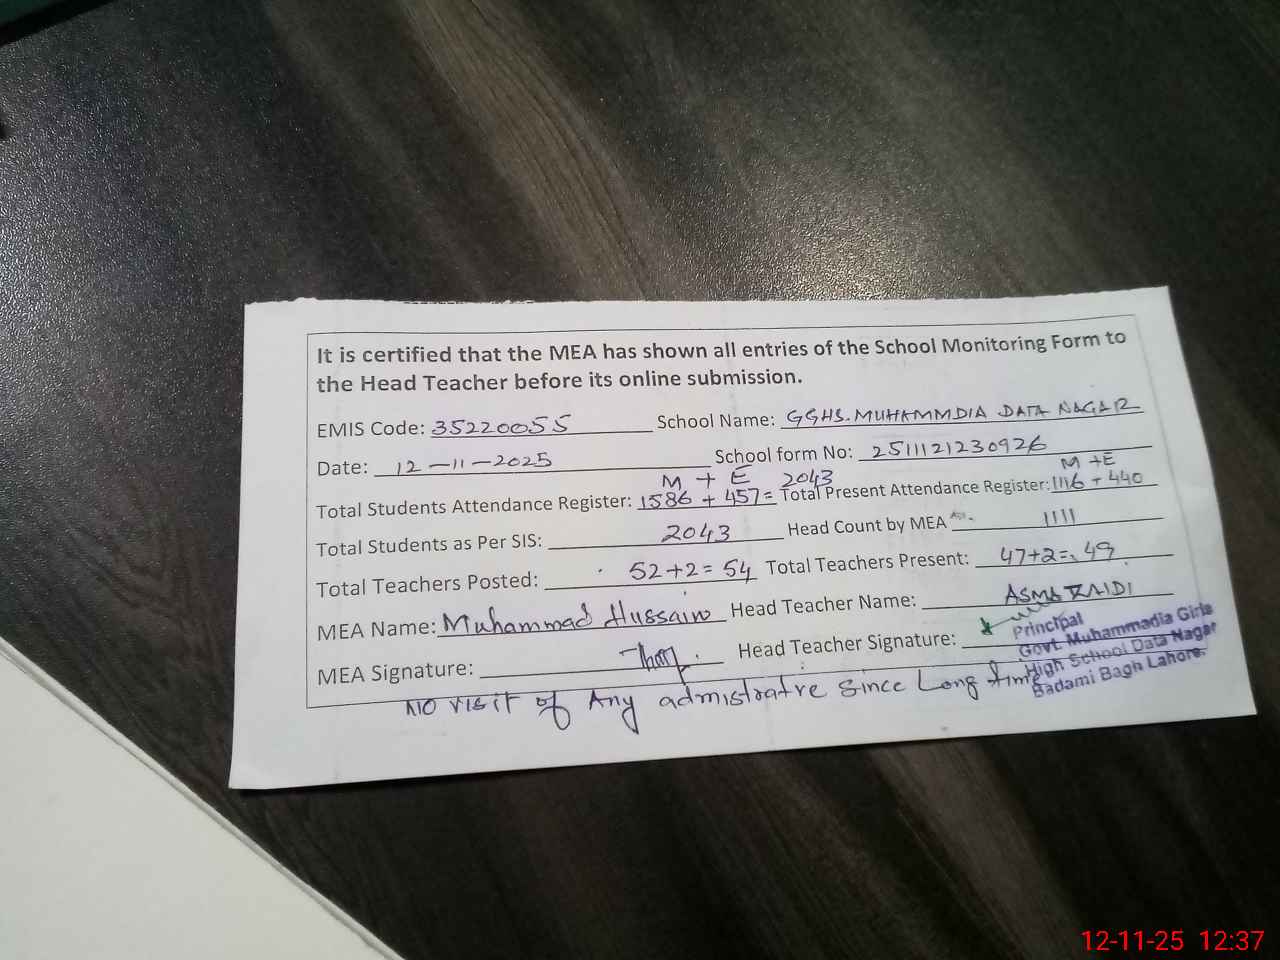 It is certified that the MEA has shown all entries of the School Monitoring Form to
the Head Teacher before its online submission.
EMIS Code: 35220055 School Name: GGHS. MUHAMMDIA DATA NAGAR
Date: 12-11-2025 School form No: 251112123092​6
M + E 2043 M + E
Total Students Attendance Register: 1586 + 457 = Total Present Attendance Register: 1116 + 440
Total Students as Per SIS: 2043 Head Count by MEA 1111
Total Teachers Posted: 52+2=54 Total Teachers Present: 47+2=49
MEA Name: Muhammad Hussain Head Teacher Name: ASMA ZAIDI
MEA Signature: Head Teacher Signature:
Principal
Govt. Muhammadia Girls
High School Data Nagar
Badami Bagh Lahore.
NO visit of Any admistratve Since Long time
12-11-25 12:37